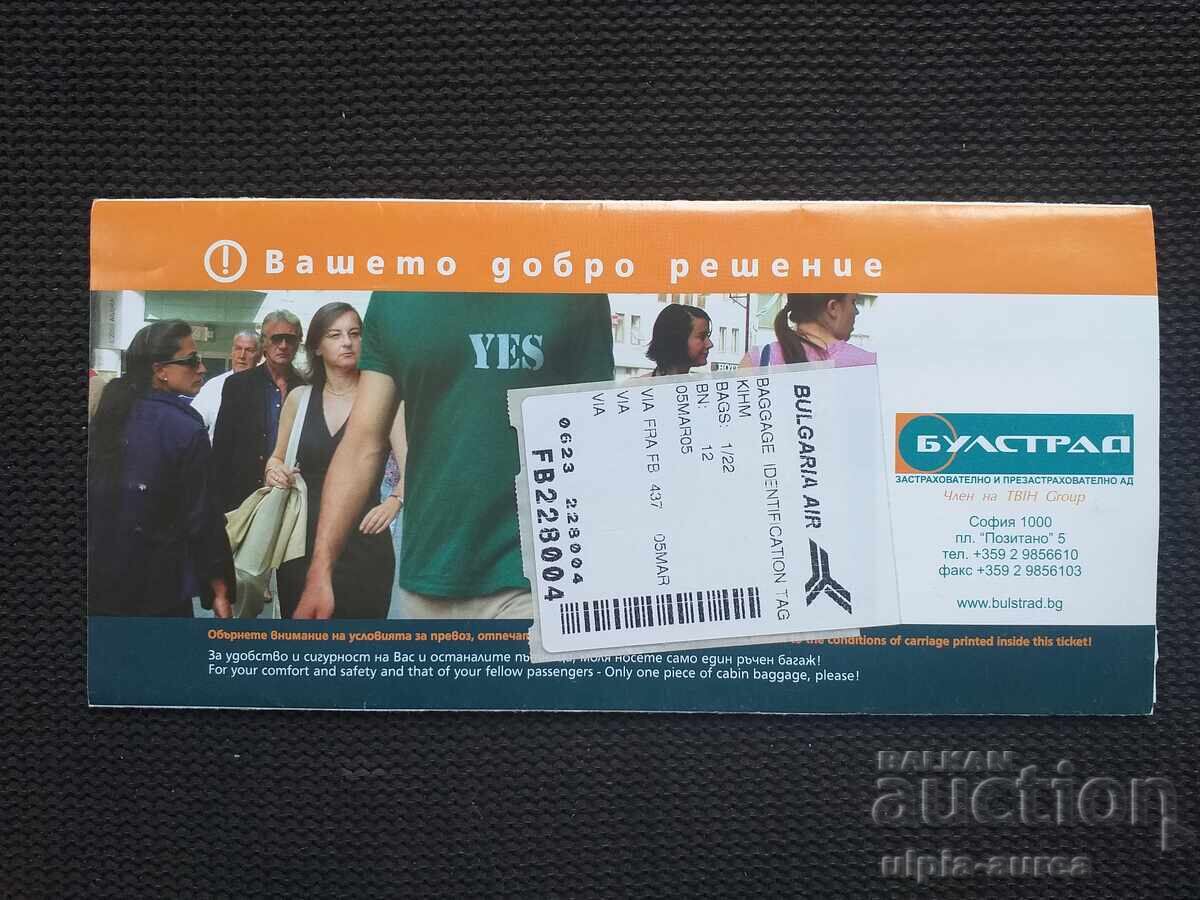 ! Вашето добро решение
YES
BULGARIA AIR
BAGGAGE IDENTIFICATION TAG
KIHM
BAGS: 1/22
BN: 12
05MAR05
VIA FRA FB 437 05MAR
VIA
VIA
0623 228004
FB228004
БУЛСТРАД
ЗАСТРАХОВАТЕЛНО И ПРЕЗАСТРАХОВАТЕЛНО АД
Член на TBIH Group
София 1000
пл. “Позитано” 5
тел. +359 2 9856610
факс +359 2 9856103
www.bulstrad.bg
Обърнете внимание на условията за превоз, отпечат
the conditions of carriage printed inside this ticket!
За удобство и сигурност на Вас и останалите моля носете само един ръчен багаж!
For your comfort and safety and that of your fellow passengers - Only one piece of cabin baggage, please!
BALKAN
auction
ulpia-aurea